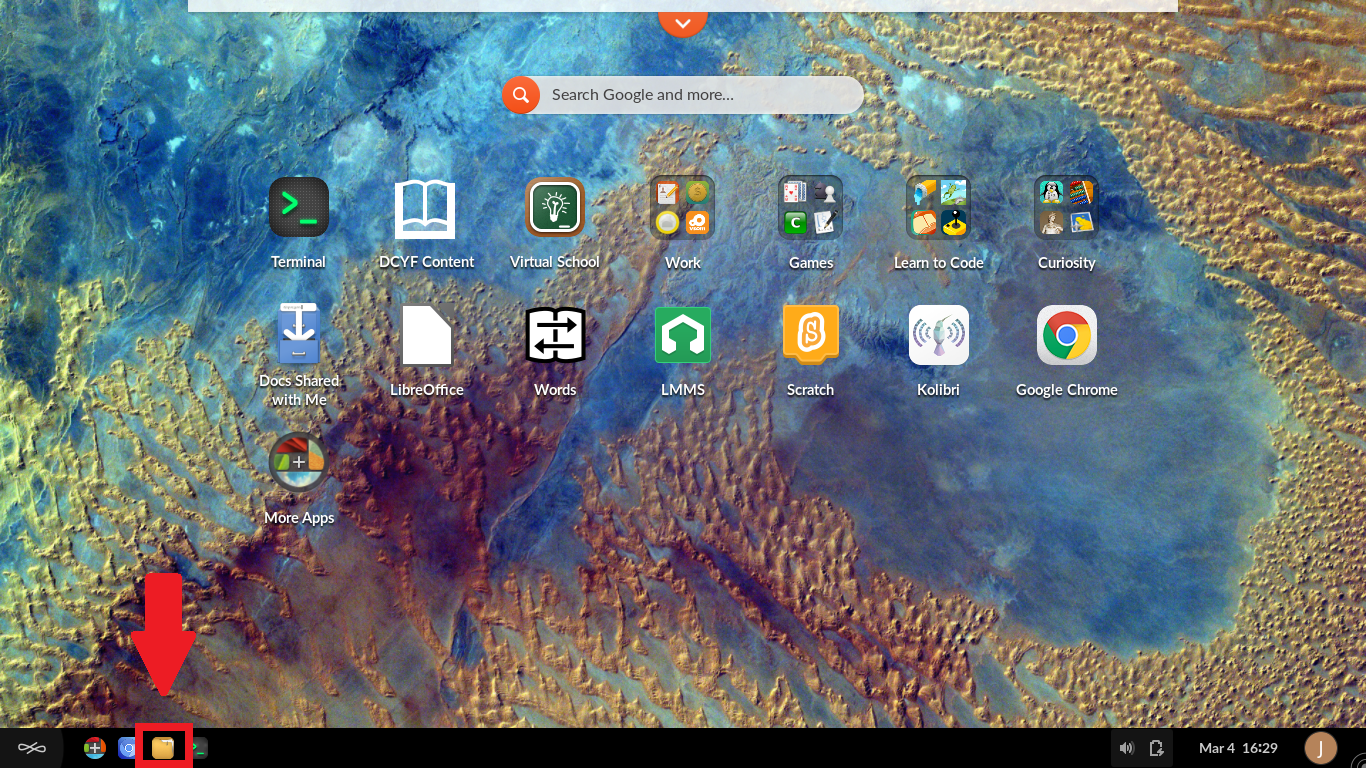 Search Google and more...
Terminal
DCYF Content
Virtual School
Work
Games
Learn to Code
Curiosity
Docs Shared
with Me
LibreOffice
Words
LMMS
Scratch
Kolibri
Google Chrome
More Apps
Mar 4 16:29
J